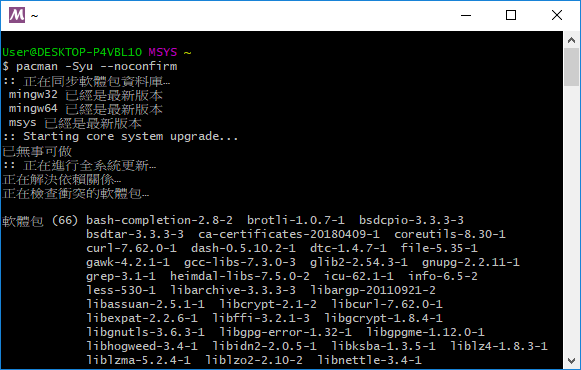 M ~
User@DESKTOP-P4VBL10 MSYS ~
$ pacman -Syu --noconfirm
:: 正在同步軟體包資料庫…
mingw32 已經是最新版本
mingw64 已經是最新版本
msys 已經是最新版本
:: Starting core system upgrade...
已無事可做
:: 正在進行全系統更新…
正在解決依賴關係…
正在檢查衝突的軟體包…
軟體包 (66) bash-completion-2.8-2 brotli-1.0.7-1 bsdcpio-3.3.3-3
bsdtar-3.3.3-3 ca-certificates-20180409-1 coreutils-8.30-1
curl-7.62.0-1 dash-0.5.10.2-1 dtc-1.4.7-1 file-5.35-1
gawk-4.2.1-1 gcc-libs-7.3.0-3 glib2-2.54.3-1 gnupg-2.2.11-1
grep-3.1-1 heimdal-libs-7.5.0-2 icu-62.1-1 info-6.5-2
less-530-1 libarchive-3.3.3-3 libargp-20110921-2
libassuan-2.5.1-1 libcrypt-2.1-2 libcurl-7.62.0-1
libexpat-2.2.6-1 libffi-3.2.1-3 libgcrypt-1.8.4-1
libgnutls-3.6.3-1 libgpg-error-1.32-1 libgpgme-1.12.0-1
libhogweed-3.4-1 libidn2-2.0.5-1 libksba-1.3.5-1 liblz4-1.8.3-1
liblzma-5.2.4-1 liblzo2-2.10-2 libnettle-3.4-1